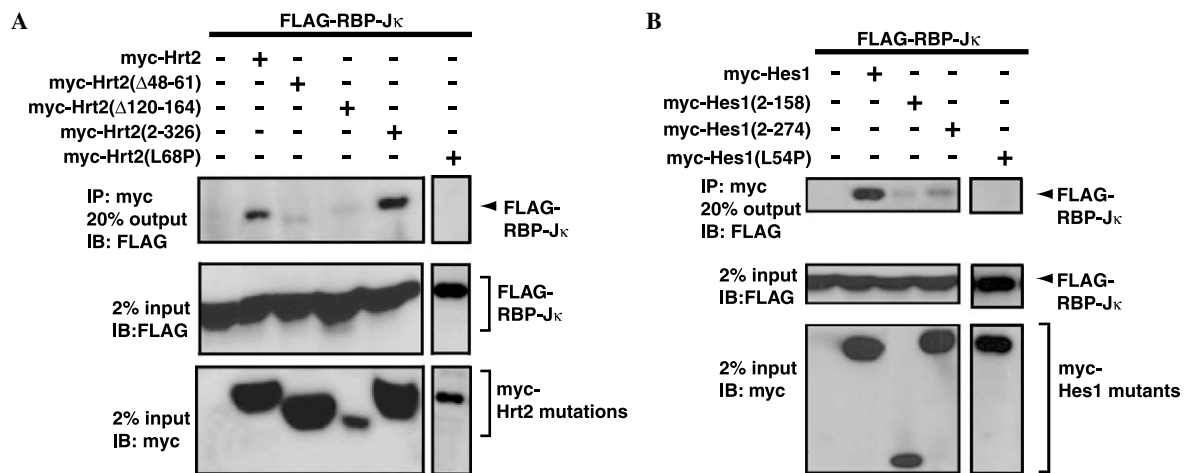 A
FLAG-RBP-Jκ
myc-Hrt2 - + - - - -
myc-Hrt2(Δ48-61) - - + - - -
myc-Hrt2(Δ120-164) - - - + - -
myc-Hrt2(2-326) - - - - + -
myc-Hrt2(L68P) - - - - - +
IP: myc
20% output
IB: FLAG
FLAG-
RBP-Jκ
2% input
IB:FLAG
FLAG-
RBP-Jκ
2% input
IB: myc
myc-
Hrt2 mutations
B
FLAG-RBP-Jκ
myc-Hes1 - + - - -
myc-Hes1(2-158) - - + - -
myc-Hes1(2-274) - - - + -
myc-Hes1(L54P) - - - - +
IP: myc
20% output
IB: FLAG
FLAG-
RBP-Jκ
2% input
IB:FLAG
FLAG-
RBP-Jκ
2% input
IB: myc
myc-
Hes1 mutants